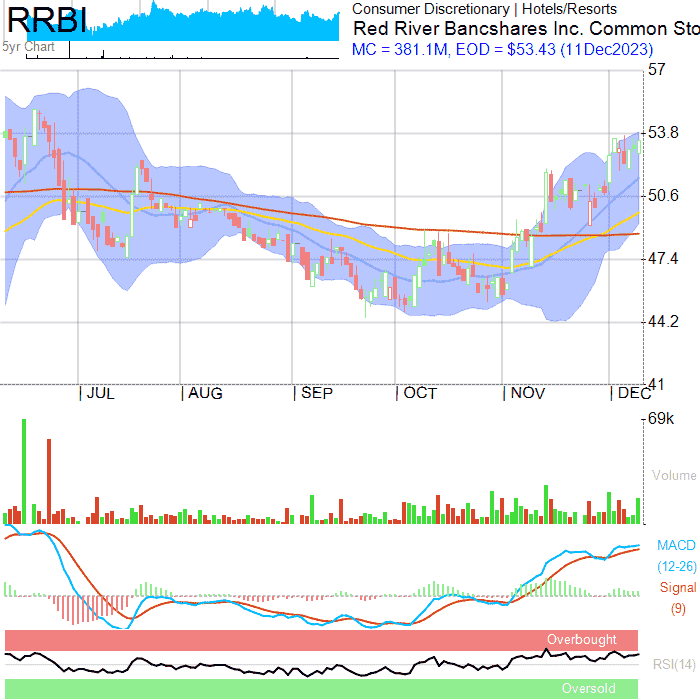 RRBI
Consumer Discretionary | Hotels/Resorts
Red River Bancshares Inc. Common Sto
5yr Chart
MC = 381.1M, EOD = $53.43 (11Dec2023)
57
53.8
50.6
47.4
44.2
41
JUL AUG SEP OCT NOV DEC
69k
Volume
MACD
(12-26)
Signal
(9)
Overbought
RSI(14)
Oversold